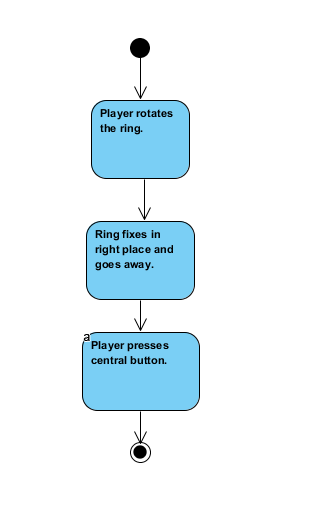 Player rotates
the ring.
Ring fixes in
right place and
goes away.
a
Player presses
central button.